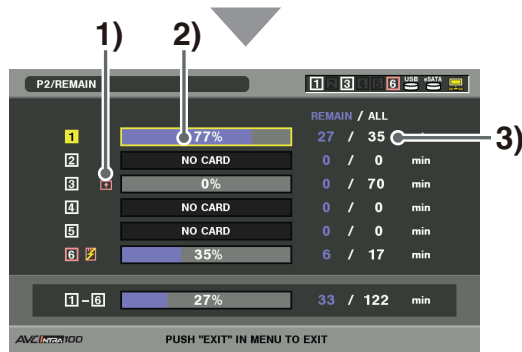 1) 2)
P2/REMAIN 1 2 3 4 5 6 USB eSATA
REMAIN / ALL
1 77% 27 / 35 3)
2 NO CARD 0 / 0 min
3 0% 0 / 70 min
4 NO CARD 0 / 0 min
5 NO CARD 0 / 0 min
6 35% 6 / 17 min
1-6 27% 33 / 122 min
AVC INTRA 100 PUSH "EXIT" IN MENU TO EXIT